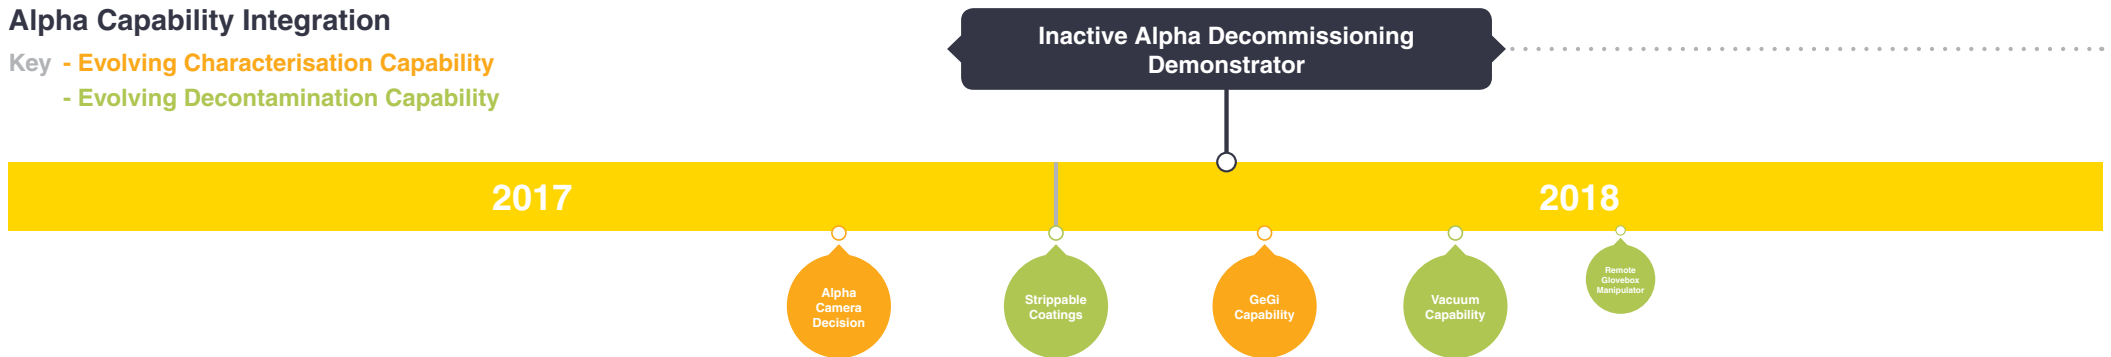 Alpha Capability Integration
Key - Evolving Characterisation Capability
- Evolving Decontamination Capability
Inactive Alpha Decommissioning
Demonstrator
2017
2018
Alpha
Camera
Decision
Strippable
Coatings
GeGi
Capability
Vacuum
Capability
Remote
Glovebox
Manipulator